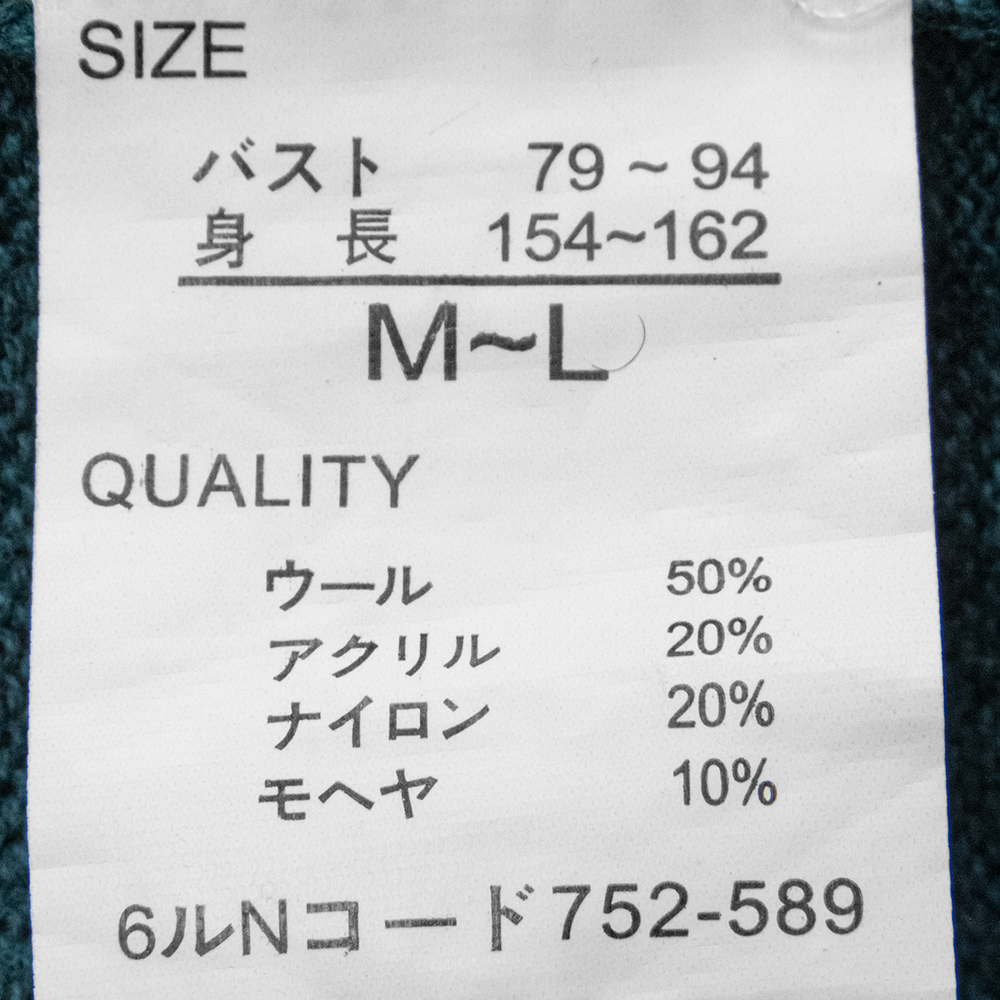 SIZE
バスト 79 ~ 94
身 長 154~162
M~L
QUALITY
ウール 50%
アクリル 20%
ナイロン 20%
モヘヤ 10%
6ルNコード752-589